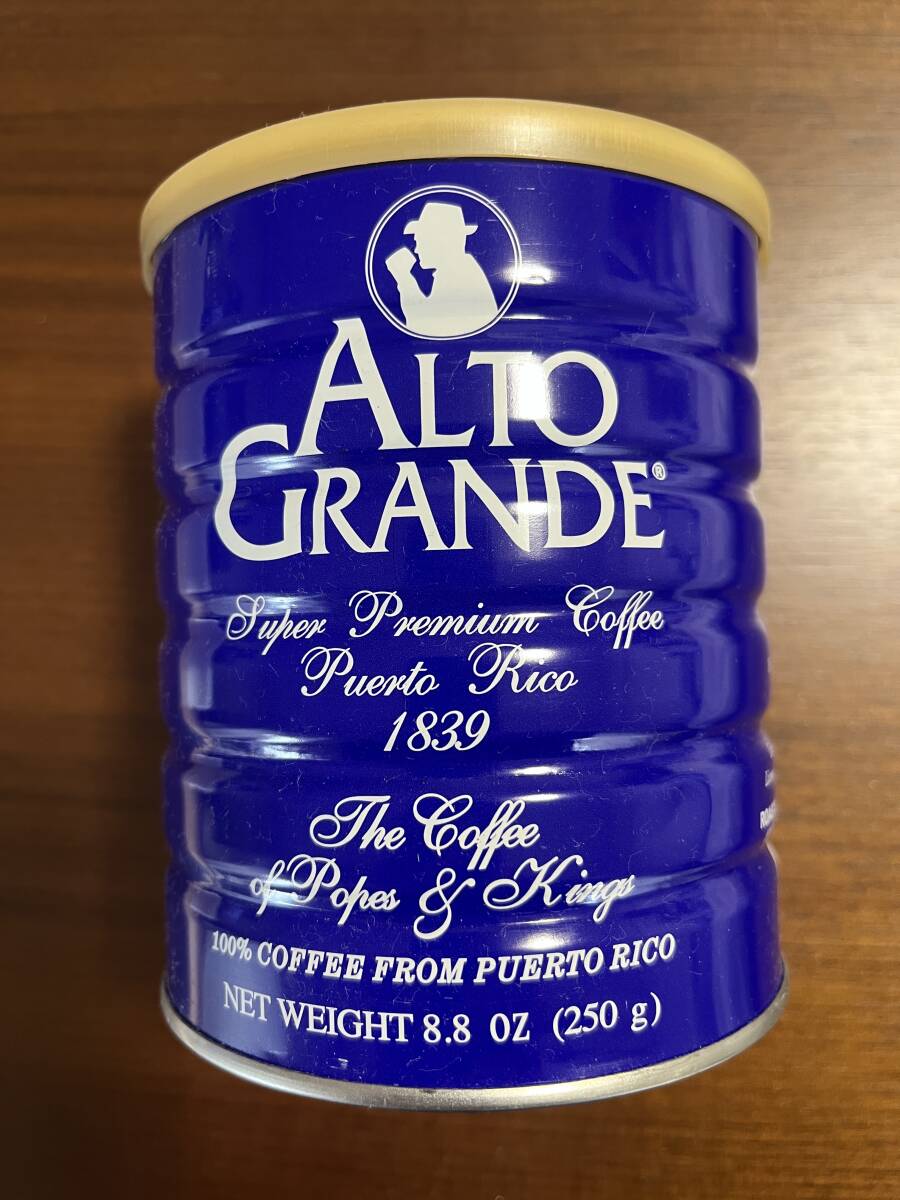 ALTO
GRANDE®
Super Premium Coffee
Puerto Rico
1839
The Coffee
of Popes & Kings
100% COFFEE FROM PUERTO RICO
NET WEIGHT 8.8 OZ (250 g)